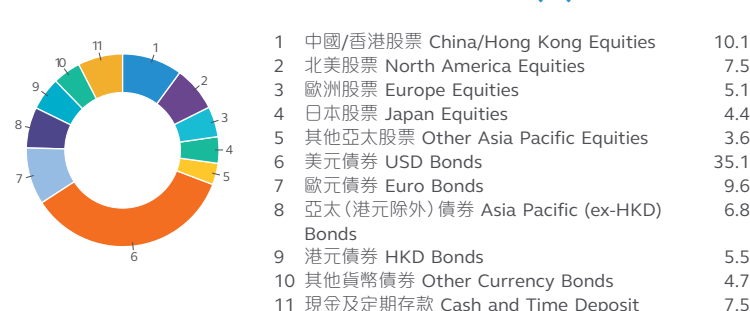 1 中國/香港股票 China/Hong Kong Equities 10.1
2 北美股票 North America Equities 7.5
3 歐洲股票 Europe Equities 5.1
4 日本股票 Japan Equities 4.4
5 其他亞太股票 Other Asia Pacific Equities 3.6
6 美元債券 USD Bonds 35.1
7 歐元債券 Euro Bonds 9.6
8 亞太(港元除外)債券 Asia Pacific (ex-HKD) 6.8
Bonds
9 港元債券 HKD Bonds 5.5
10 其他貨幣債券 Other Currency Bonds 4.7
11 現金及定期存款 Cash and Time Deposit 7.5
1
2
3
4
5
6
7
8
9
10
11